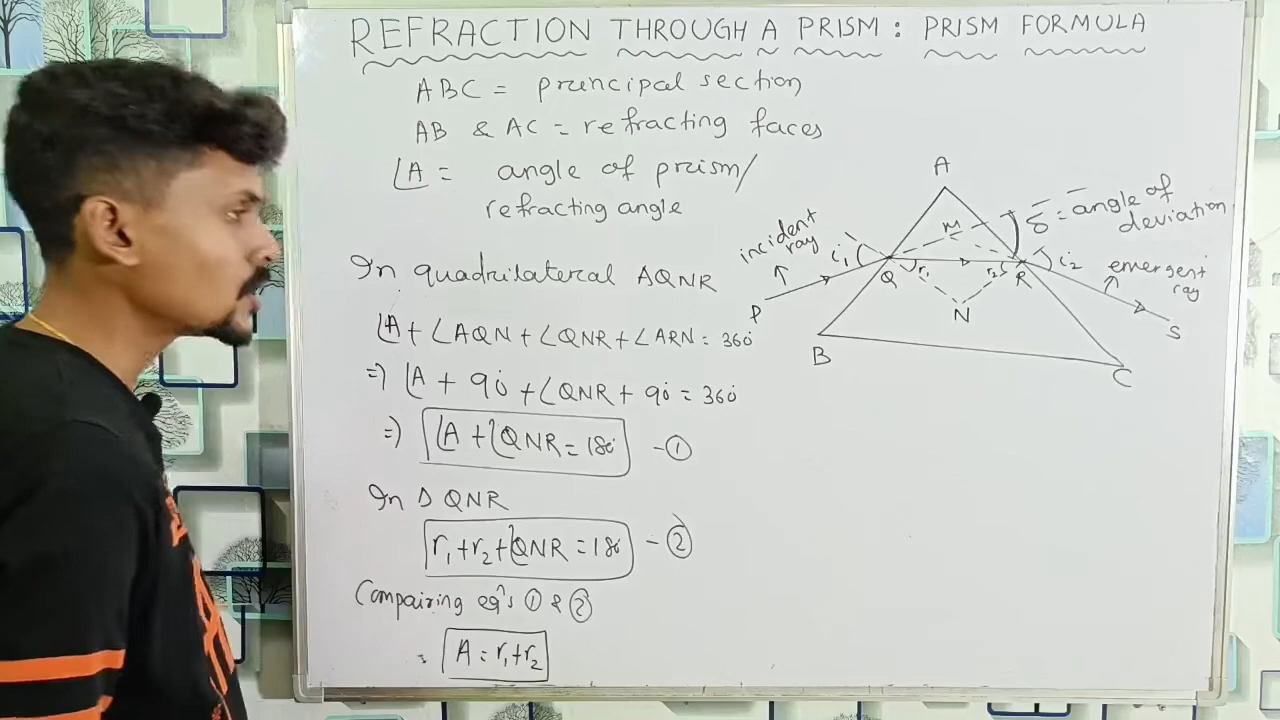 REFRACTION THROUGH A PRISM : PRISM FORMULA
ABC = principal section
AB & AC = refracting faces
∠A = angle of prism/
refracting angle
In quadrilateral AQNR
∠A + ∠AQN + ∠QNR + ∠ARN = 360°
=> ∠A + 90° + ∠QNR + 90° = 360°
=> ∠A + ∠QNR = 180° - ①
In Δ QNR
r₁ + r₂ + ∠QNR = 180° - ②
Compairing eqⁿs ① & ②
A = r₁ + r₂
A
M
δ = angle of
deviation
incident
ray
i₁
Q
r₁
r₂
R
i₂
emergent
ray
P
N
S
B
C